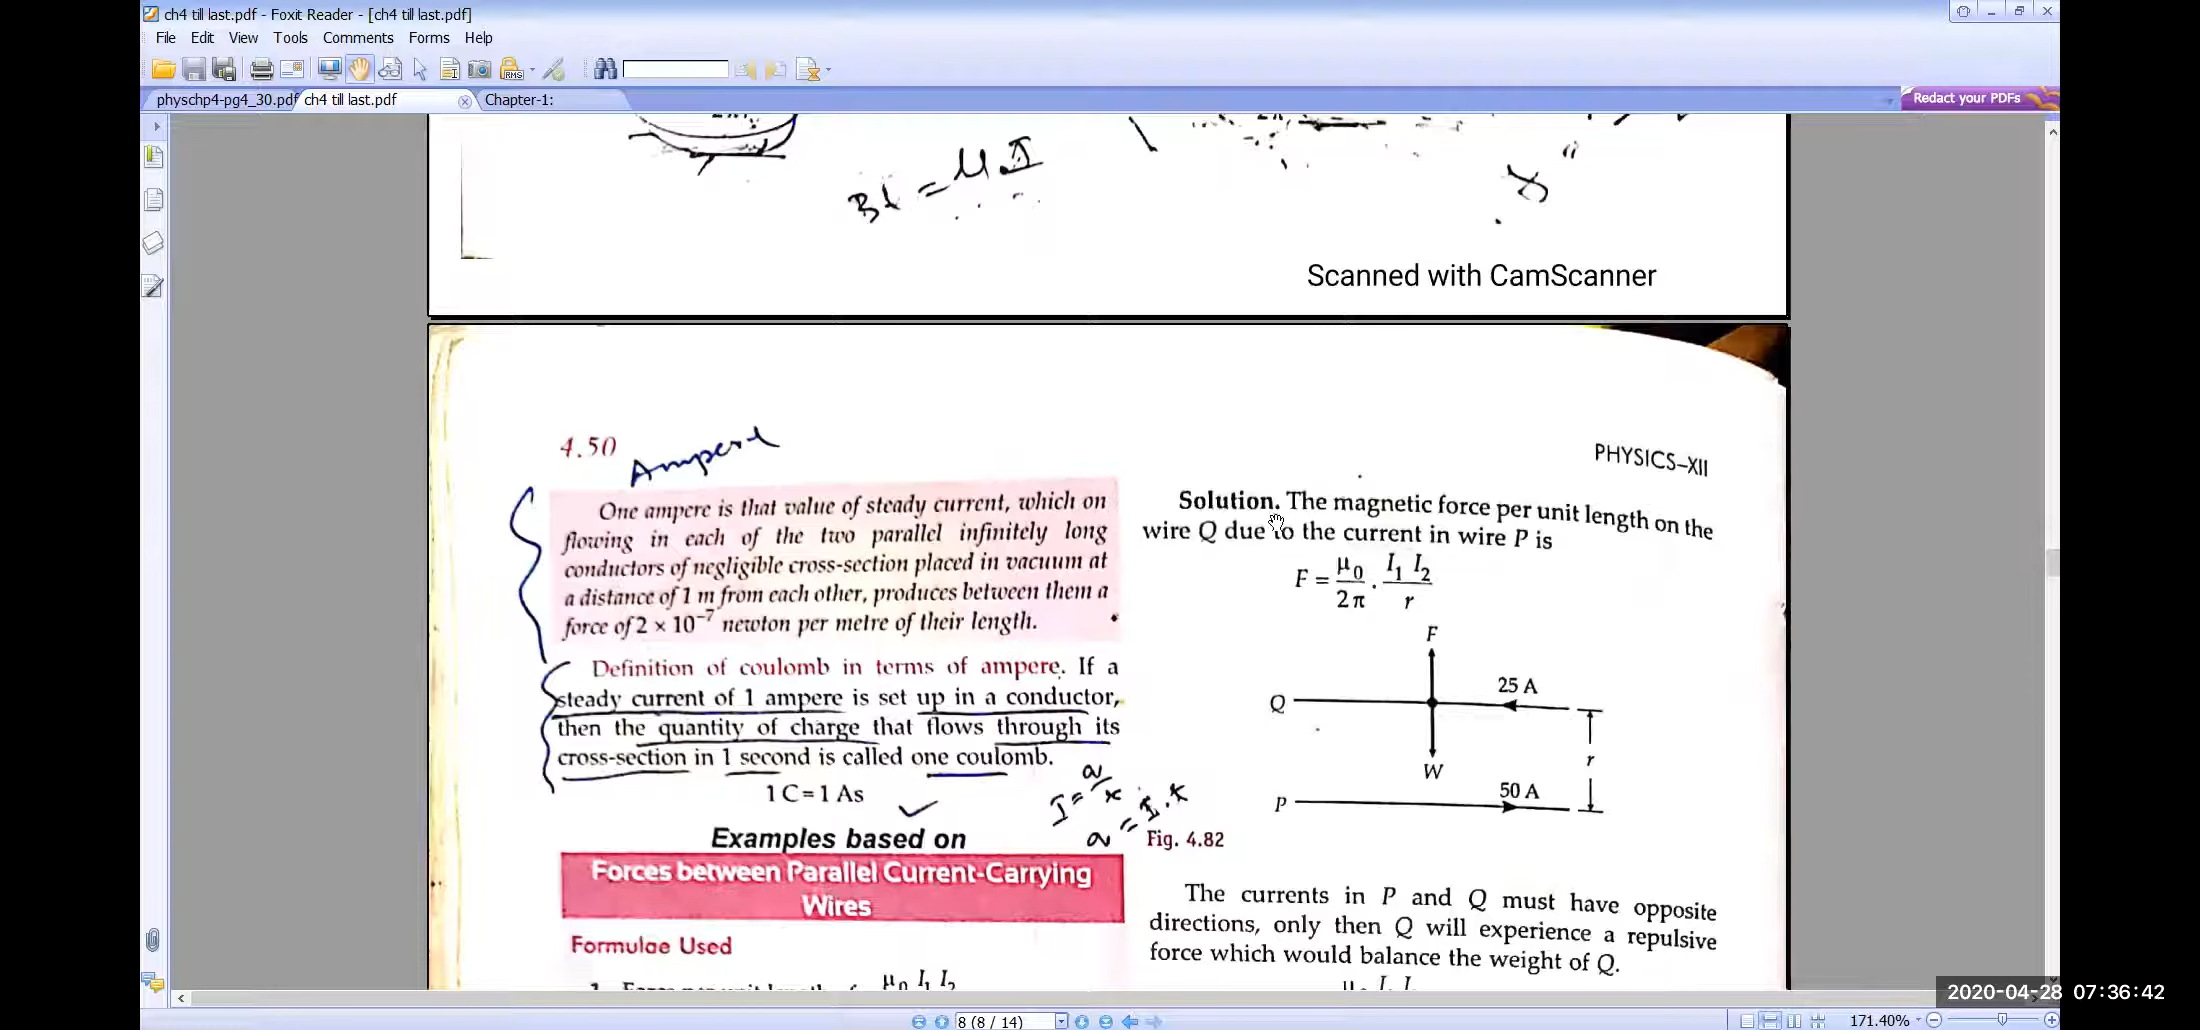 ch4 till last.pdf - Foxit Reader - [ch4 till last.pdf]
File Edit View Tools Comments Forms Help
physchp4-pg4_30.pdf ch4 till last.pdf Chapter-1: Redact your PDFs
Bl = μI
Scanned with CamScanner
4.50
Ampere
PHYSICS–XII
One ampere is that value of steady current, which on
flowing in each of the two parallel infinitely long
conductors of negligible cross-section placed in vacuum at
a distance of 1 m from each other, produces between them a
force of 2 × 10⁻⁷ newton per metre of their length.
Definition of coulomb in terms of ampere. If a
steady current of 1 ampere is set up in a conductor,
then the quantity of charge that flows through its
cross-section in 1 second is called one coulomb.
1 C = 1 As
Examples based on
Forces between Parallel Current-Carrying
Wires
Formulae Used
μ₀ I₁ I₂
Solution. The magnetic force per unit length on the
wire Q due to the current in wire P is
F = μ₀/2π · I₁ I₂/r
F
25 A
Q
r
W
50 A
P
Fig. 4.82
The currents in P and Q must have opposite
directions, only then Q will experience a repulsive
force which would balance the weight of Q.
2020-04-28 07:36:42
8 (8 / 14)
171.40%